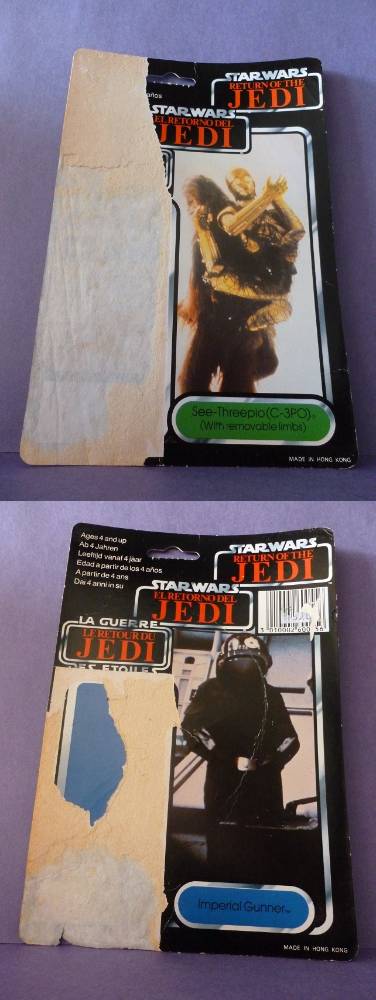 años
STAR WARS
RETURN OF THE
JEDI
STAR WARS
EL RETORNO DEL
JEDI
See-Threepio (C-3PO)
(With removable limbs)
MADE IN HONG KONG
Ages 4 and up
Ab 4 Jahren
Leeftijd vanaf 4 jaar
Edad a partir de los 4 años
A partir de 4 ans
Dai 4 anni in su
STAR WARS
RETURN OF THE
JEDI
STAR WARS
EL RETORNO DEL
JEDI
LA GUERRE
LE RETOUR DU
JEDI
DES ETOILES
Imperial Gunner™
MADE IN HONG KONG